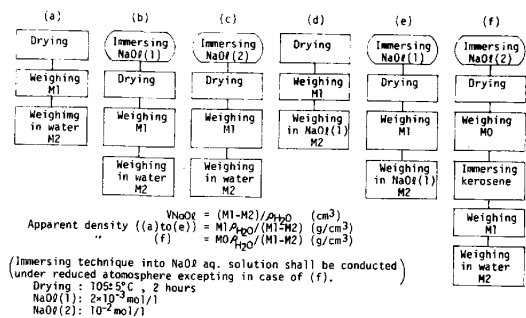 (a) (b) (c) (d) (e) (f)
Drying
Weighing
M1
Weighimg
in water
M2
Immersing
NaOℓ(1)
Drying
Weighing
M1
Weighing
in water
M2
Immersing
NaOℓ(2)
Drying
Weighing
M1
Weighing
in water
M2
Drying
Weighing
M1
Weighing
in NaOℓ(1)
M2
Immersing
NaOℓ(1)
Drying
Weighing
M1
Weighing
in NaOℓ(1)
M2
Immersing
NaOℓ(2)
Drying
Weighing
M0
Immersing
kerosene
Weighing
M1
Weighing
in water
M2
VNaOℓ = (M1-M2)/ρH2O (cm3)
Apparent density ((a)to(e)) = M1ρH2O/(M1-M2) (g/cm3)
" (f) = M0ρH2O/(M1-M2) (g/cm3)
(Immersing technique into NaOℓ aq. solution shall be conducted
under reduced atomosphere excepting in case of (f).)
Drying : 105±5°C , 2 hours
NaOℓ(1): 2×10-3mol/l
NaOℓ(2): 10-2mol/l